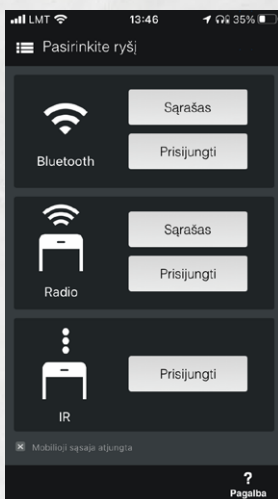 LMT 13:46 35%
Pasirinkite ryšį
Sąrašas
Prisijungti
Bluetooth
Sąrašas
Prisijungti
Radio
Prisijungti
IR
Mobilioji sąsaja atjungta
?
Pagalba